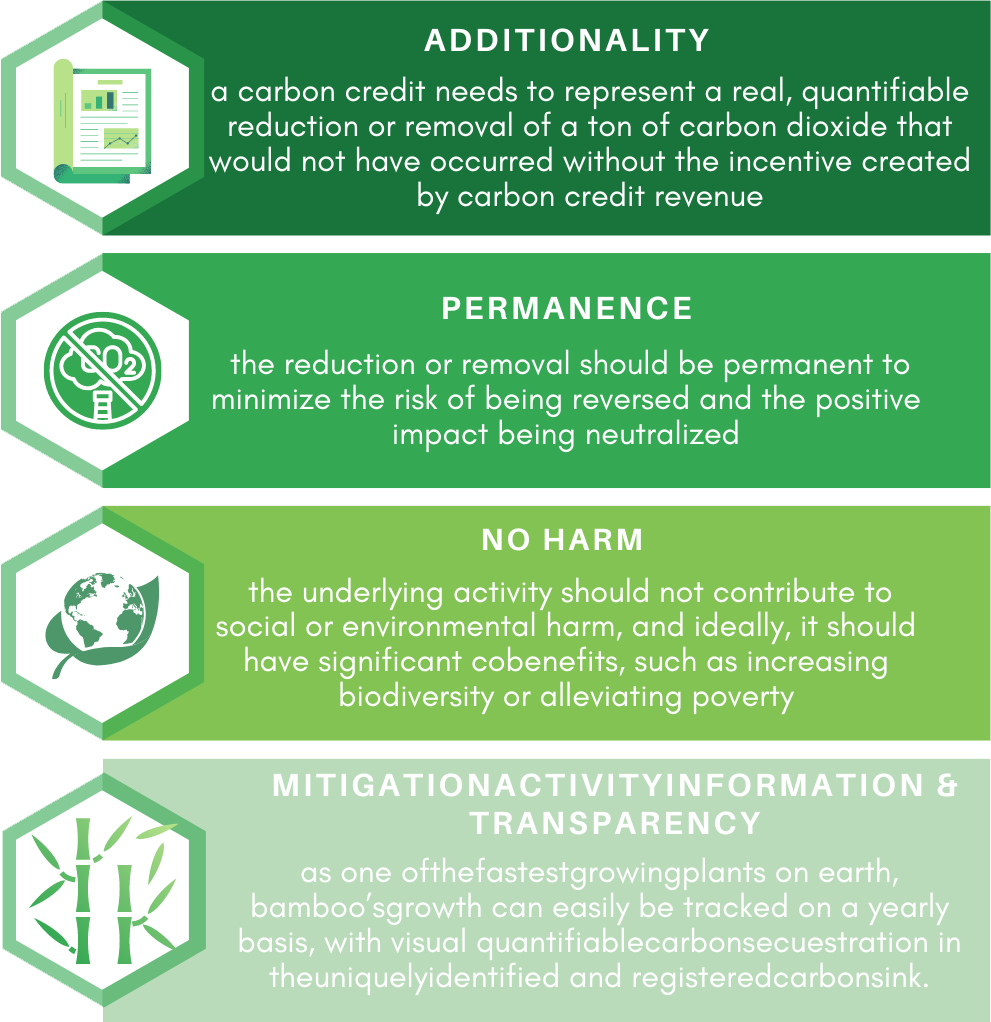 ADDITIONALITY
a carbon credit needs to represent a real, quantifiable
reduction or removal of a ton of carbon dioxide that
would not have occurred without the incentive created
by carbon credit revenue
PERMANENCE
CO2
the reduction or removal should be permanent to
minimize the risk of being reversed and the positive
impact being neutralized
NO HARM
the underlying activity should not contribute to
social or environmental harm, and ideally, it should
have significant cobenefits, such as increasing
biodiversity or alleviating poverty
MITIGATIONACTIVITYINFORMATION &
TRANSPARENCY
as one ofthefastestgrowingplants on earth,
bamboo’sgrowth can easily be tracked on a yearly
basis, with visual quantifiablecarbonsecuestration in
theuniquelyidentified and registeredcarbonsink.